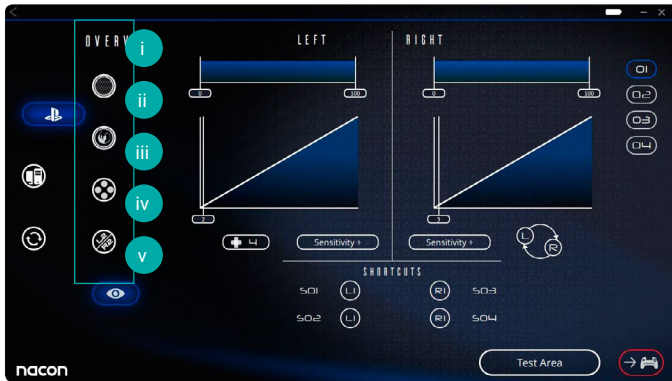 OVERV
i
LEFT
RIGHT
ii
iii
iv
v
0
100
0
100
01
02
03
04
2
3
4
Sensitivity +
Sensitivity +
L
R
SHORTCUTS
S01
L1
R1
S03
S02
L1
R1
S04
nacon
Test Area